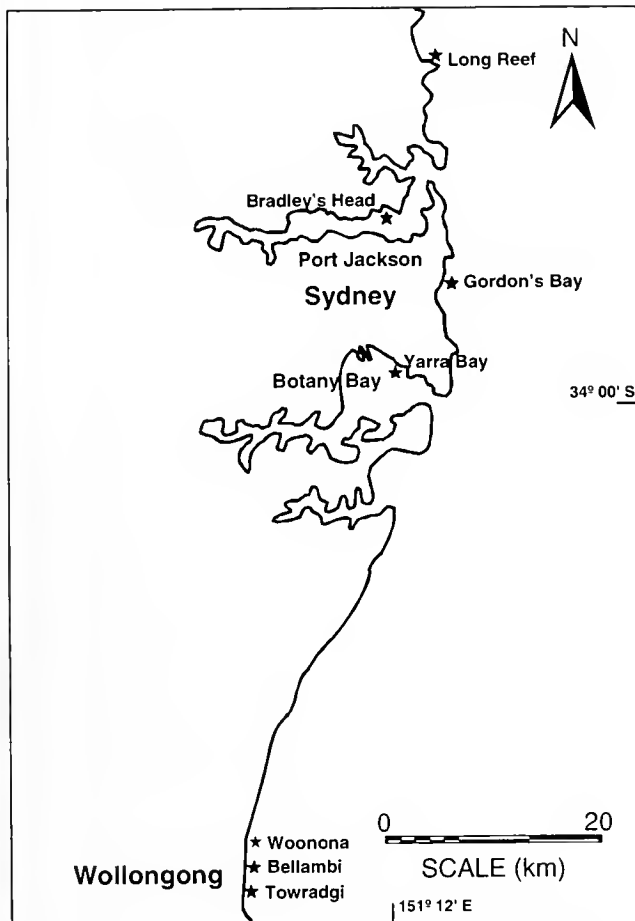 N
Long Reef
Bradley's Head
Port Jackson
Gordon's Bay
Sydney
Yarra Bay
Botany Bay
34º 00' S
0 20
Woonona
Wollongong
Bellambi
SCALE (km)
Towradgi
151º 12' E